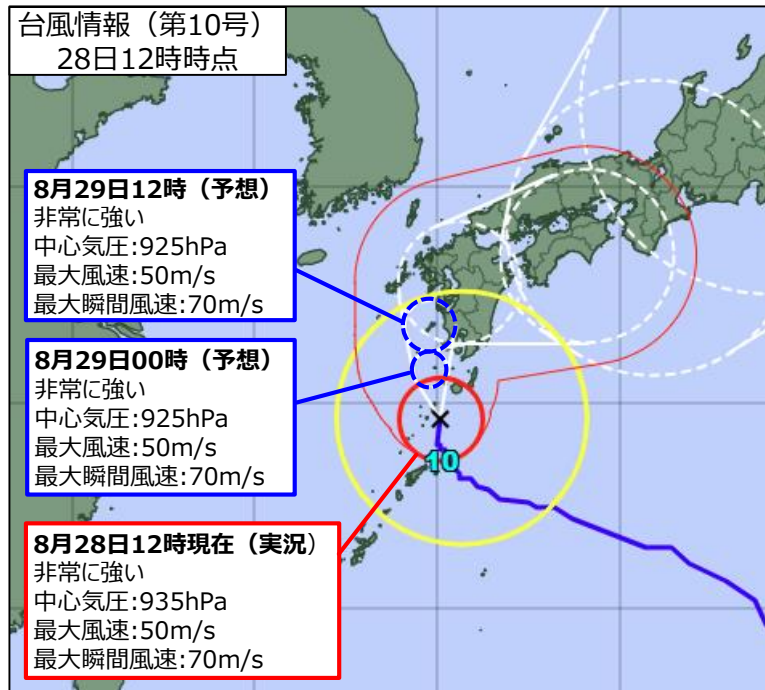 台風情報（第10号）
28日12時時点
8月29日12時（予想）
非常に強い
中心気圧:925hPa
最大風速:50m/s
最大瞬間風速:70m/s
8月29日00時（予想）
非常に強い
中心気圧:925hPa
最大風速:50m/s
最大瞬間風速:70m/s
10
8月28日12時現在（実況）
非常に強い
中心気圧:935hPa
最大風速:50m/s
最大瞬間風速:70m/s